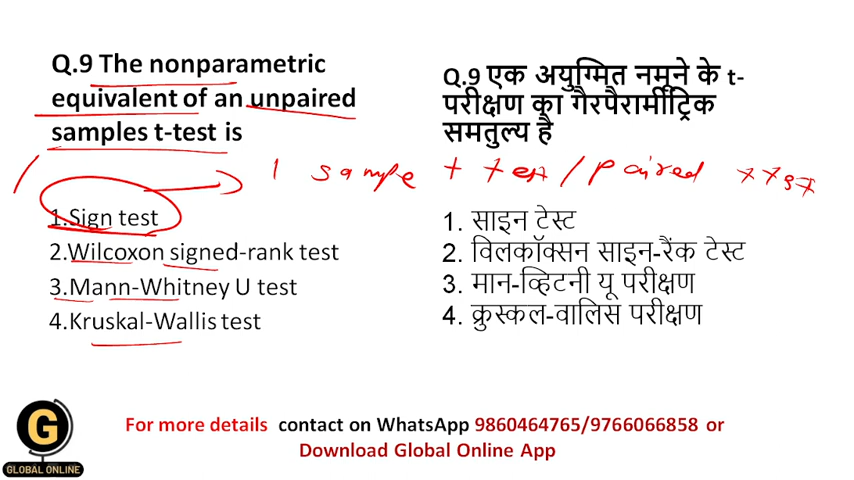 Q.9 The nonparametric
equivalent of an unpaired
samples t-test is
1 sample t test / paired t test
1.Sign test
2.Wilcoxon signed-rank test
3.Mann-Whitney U test
4.Kruskal-Wallis test
Q.9 एक अयुग्मित नमूने के t-
परीक्षण का गैरपैरामीट्रिक
समतुल्य है
1. साइन टेस्ट
2. विलकॉक्सन साइन-रैंक टेस्ट
3. मान-व्हिटनी यू परीक्षण
4. क्रुस्कल-वालिस परीक्षण
G
GLOBAL ONLINE
For more details contact on WhatsApp 9860464765/9766066858 or
Download Global Online App